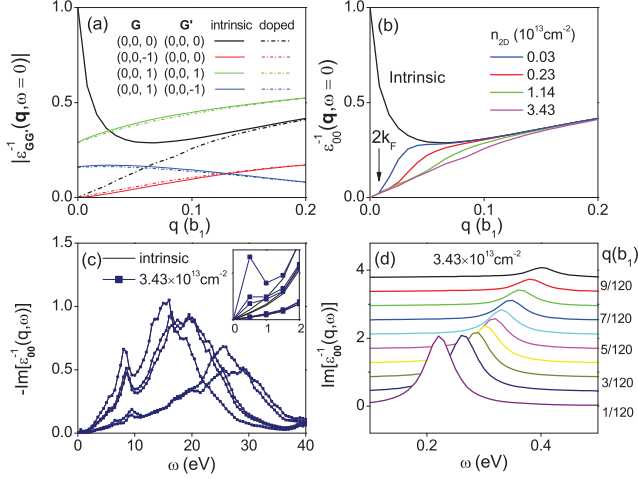 (a)
G G' intrinsic doped
(0,0, 0) (0,0, 0)
(0,0,-1) (0,0, 0)
(0,0, 1) (0,0, 1)
(0,0, 1) (0,0,-1)
|ε⁻¹GG'(q,ω=0)|
1.0
0.5
0.0
0.0 0.1 0.2
q (b₁)
(b)
n2D (10¹³cm⁻²)
0.03
0.23
1.14
3.43
Intrinsic
2kF
ε⁻¹00(q,ω=0)
1.0
0.5
0.0
0.0 0.1 0.2
q (b₁)
(c)
intrinsic
3.43×10¹³cm⁻²
0 1 2
-Im[ε⁻¹00(q,ω)]
1.5
1.0
0.5
0.0
0 10 20 30 40
ω (eV)
(d)
3.43×10¹³cm⁻²
q(b₁)
9/120
7/120
5/120
3/120
1/120
Im[ε⁻¹00(q,ω)]
4
2
0
0.2 0.4
ω (eV)